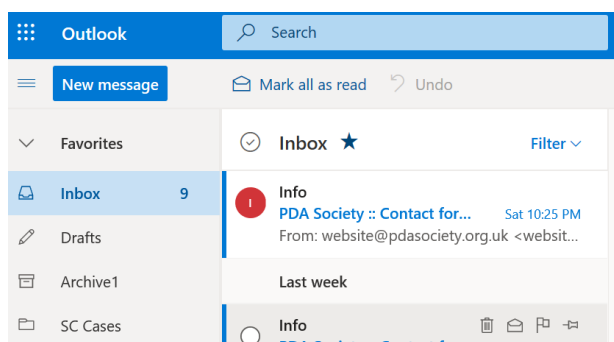 Outlook
Search
New message
Mark all as read
Undo
Favorites
Inbox 9
Drafts
Archive1
SC Cases
Inbox
Filter
I
Info
PDA Society :: Contact for... Sat 10:25 PM
From: website@pdasociety.org.uk <websit...
Last week
Info